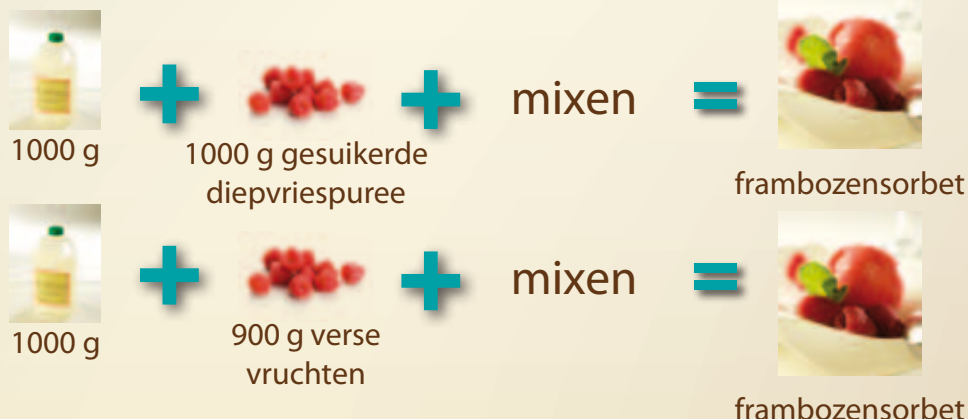 1000 g
1000 g gesuikerde
diepvriespuree
mixen
frambozensorbet
1000 g
900 g verse
vruchten
mixen
frambozensorbet